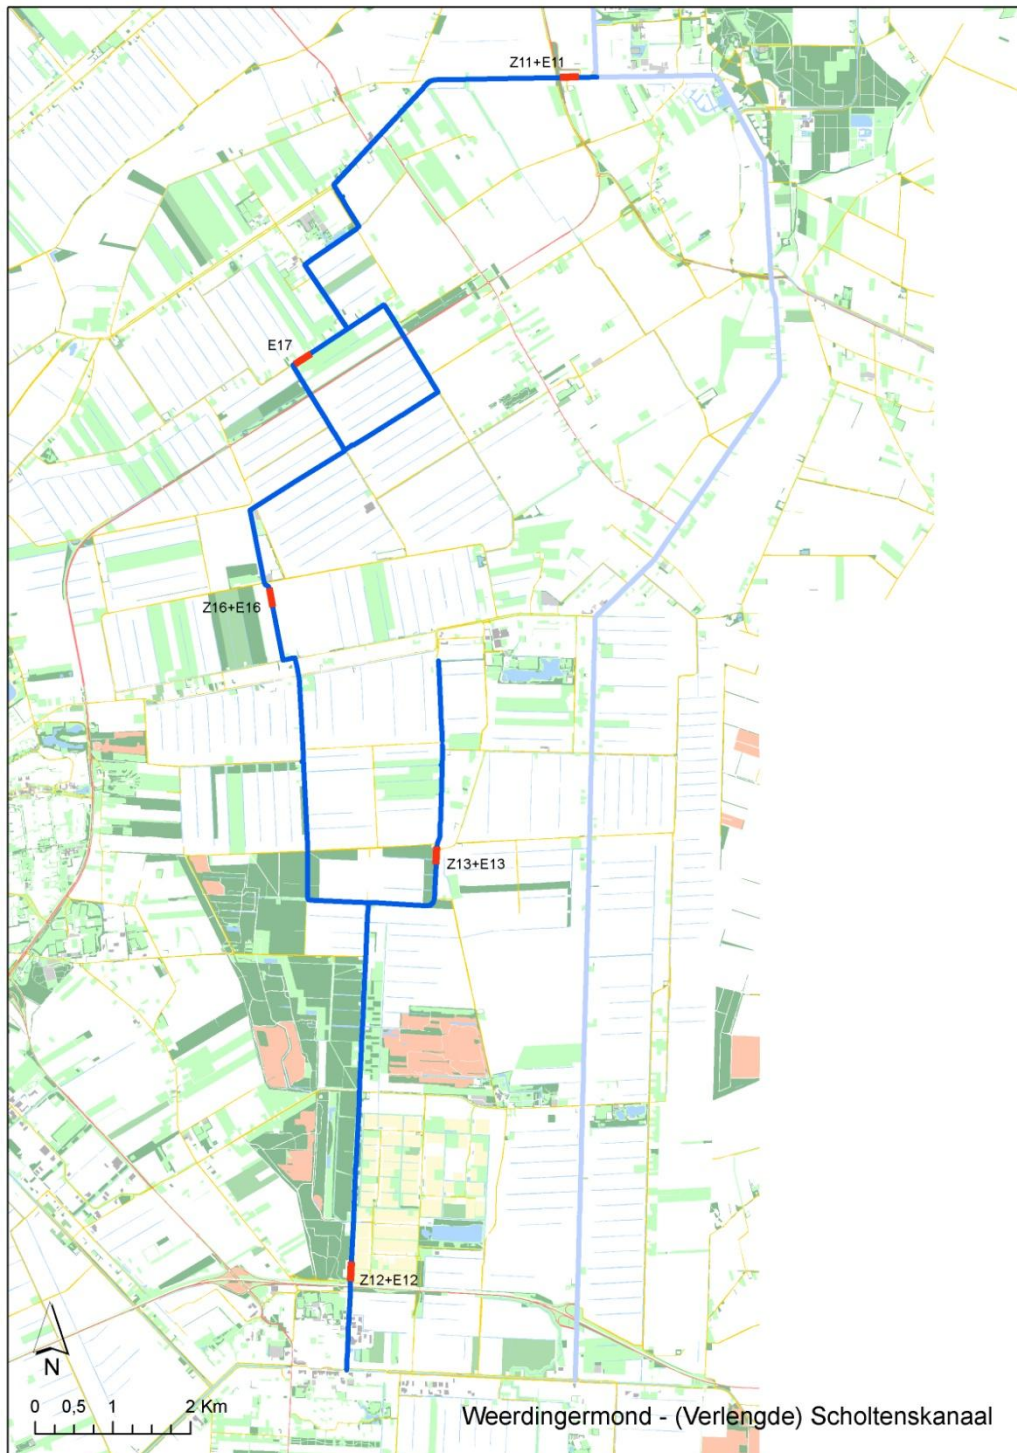 Z11+E11
E17
Z16+E16
Z13+E13
Z12+E12
N
0 0,5 1 2 Km
Weerdingermond - (Verlengde) Scholtenskanaal